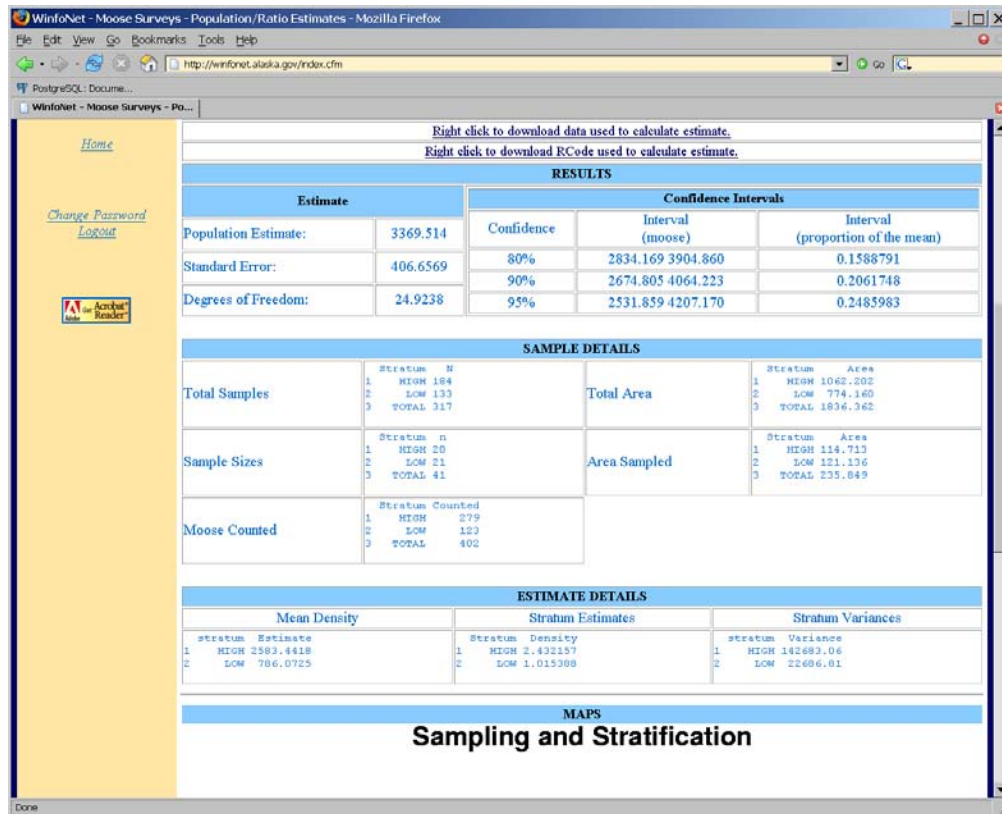 WinfoNet - Moose Surveys - Population/Ratio Estimates - Mozilla Firefox
File Edit View Go Bookmarks Tools Help
http://winfonet.alaska.gov/index.cfm Go
PostgreSQL: Docume...
WinfoNet - Moose Surveys - Po...
Home
Change Password
Logout
Get Acrobat Reader
Adobe
Right click to download data used to calculate estimate.
Right click to download RCode used to calculate estimate.
RESULTS
Estimate
Population Estimate: 3369.514
Standard Error: 406.6569
Degrees of Freedom: 24.9238
Confidence Intervals
Confidence Interval (moose) Interval (proportion of the mean)
80% 2834.169 3904.860 0.1588791
90% 2674.805 4064.223 0.2061748
95% 2531.859 4207.170 0.2485983
SAMPLE DETAILS
Total Samples
Stratum N
1 HIGH 184
2 LOW 133
3 TOTAL 317
Total Area
Stratum Area
1 HIGH 1062.202
2 LOW 774.160
3 TOTAL 1836.362
Sample Sizes
Stratum n
1 HIGH 20
2 LOW 21
3 TOTAL 41
Area Sampled
Stratum Area
1 HIGH 114.713
2 LOW 121.136
3 TOTAL 235.849
Moose Counted
Stratum Counted
1 HIGH 279
2 LOW 123
3 TOTAL 402
ESTIMATE DETAILS
Mean Density
stratum Estimate
1 HIGH 2583.4418
2 LOW 786.0725
Stratum Estimates
Stratum Density
1 HIGH 2.432157
2 LOW 1.015388
Stratum Variances
stratum Variance
1 HIGH 142683.06
2 LOW 22686.81
MAPS
Sampling and Stratification
Done